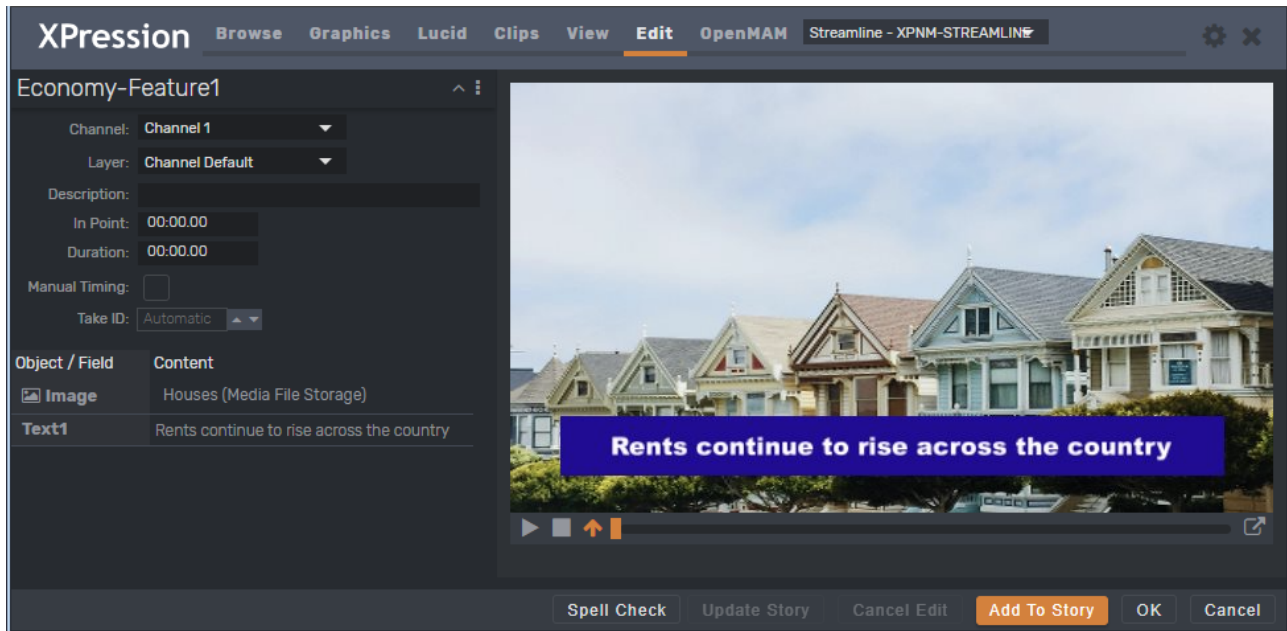 XPression Browse Graphics Lucid Clips View Edit OpenMAM Streamline - XPNM-STREAMLINE
Economy-Feature1
Channel: Channel 1
Layer: Channel Default
Description:
In Point: 00:00.00
Duration: 00:00.00
Manual Timing:
Take ID: Automatic
Object / Field Content
Image Houses (Media File Storage)
Text1 Rents continue to rise across the country
Rents continue to rise across the country
Spell Check Update Story Cancel Edit Add To Story OK Cancel